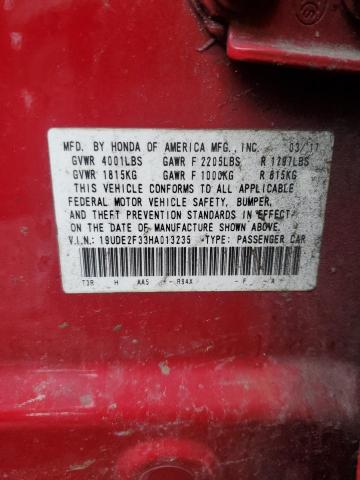 MFD. BY HONDA OF AMERICA MFG., INC. 03/17
GVWR 4001LBS GAWR F 2205LBS R 1797LBS
GVWR 1815KG GAWR F 1000KG R 815KG
THIS VEHICLE CONFORMS TO ALL APPLICABLE
FEDERAL MOTOR VEHICLE SAFETY, BUMPER,
AND THEFT PREVENTION STANDARDS IN EFFECT
ON THE DATE OF MANUFACTURE SHOWN ABOVE.
V.I.N.: 19UDE2F33HA013235 TYPE: PASSENGER CAR
T3R H AA5 - R94X - F - A -